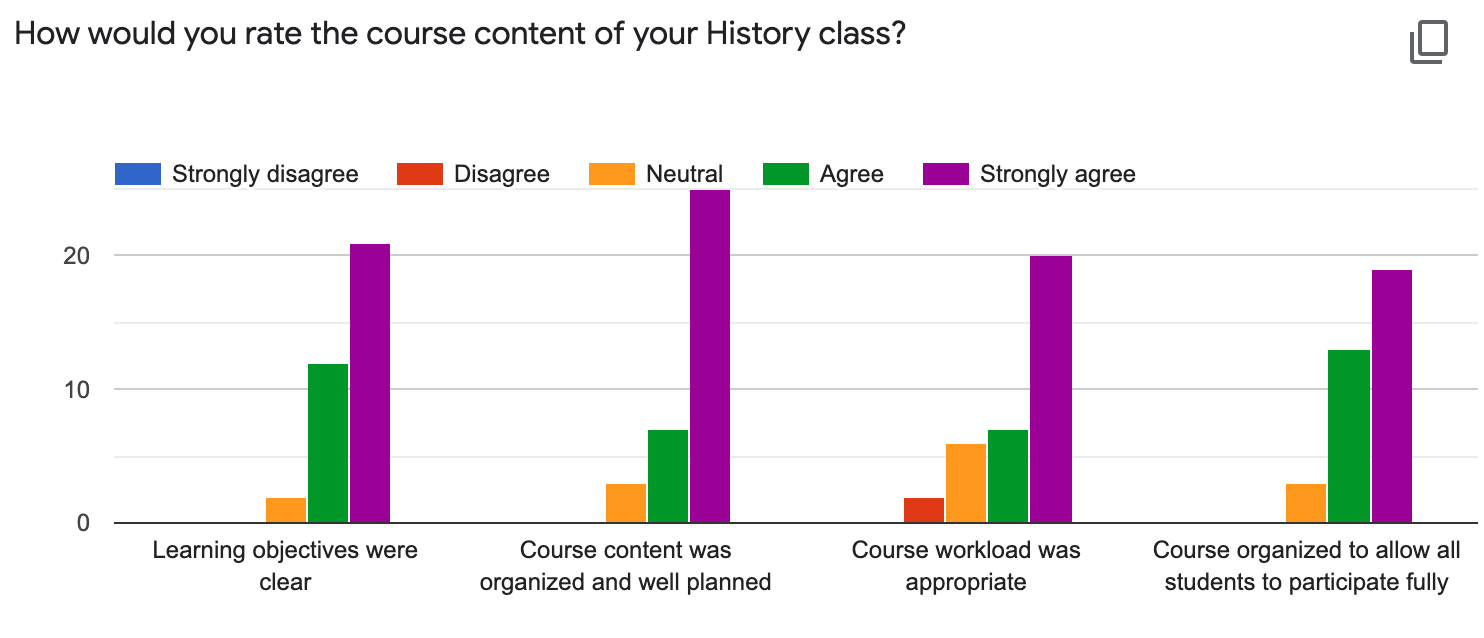 How would you rate the course content of your History class?
Strongly disagree Disagree Neutral Agree Strongly agree
20
10
0
Learning objectives were
clear
Course content was
organized and well planned
Course workload was
appropriate
Course organized to allow all
students to participate fully